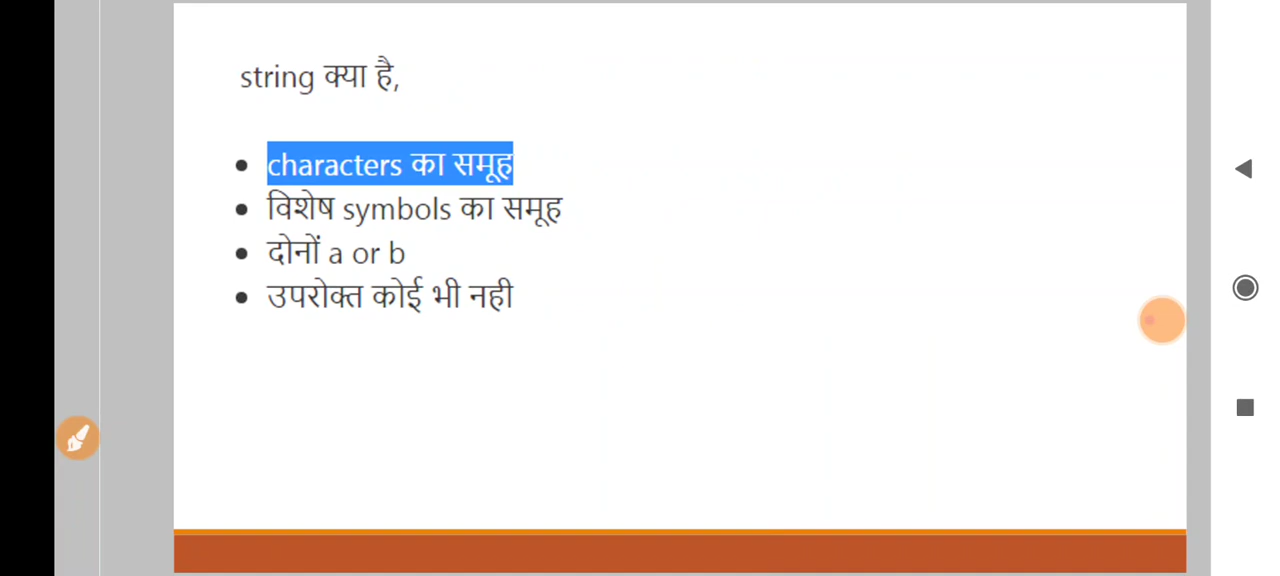 string क्या है,
characters का समूह
विशेष symbols का समूह
दोनों a or b
उपरोक्त कोई भी नही